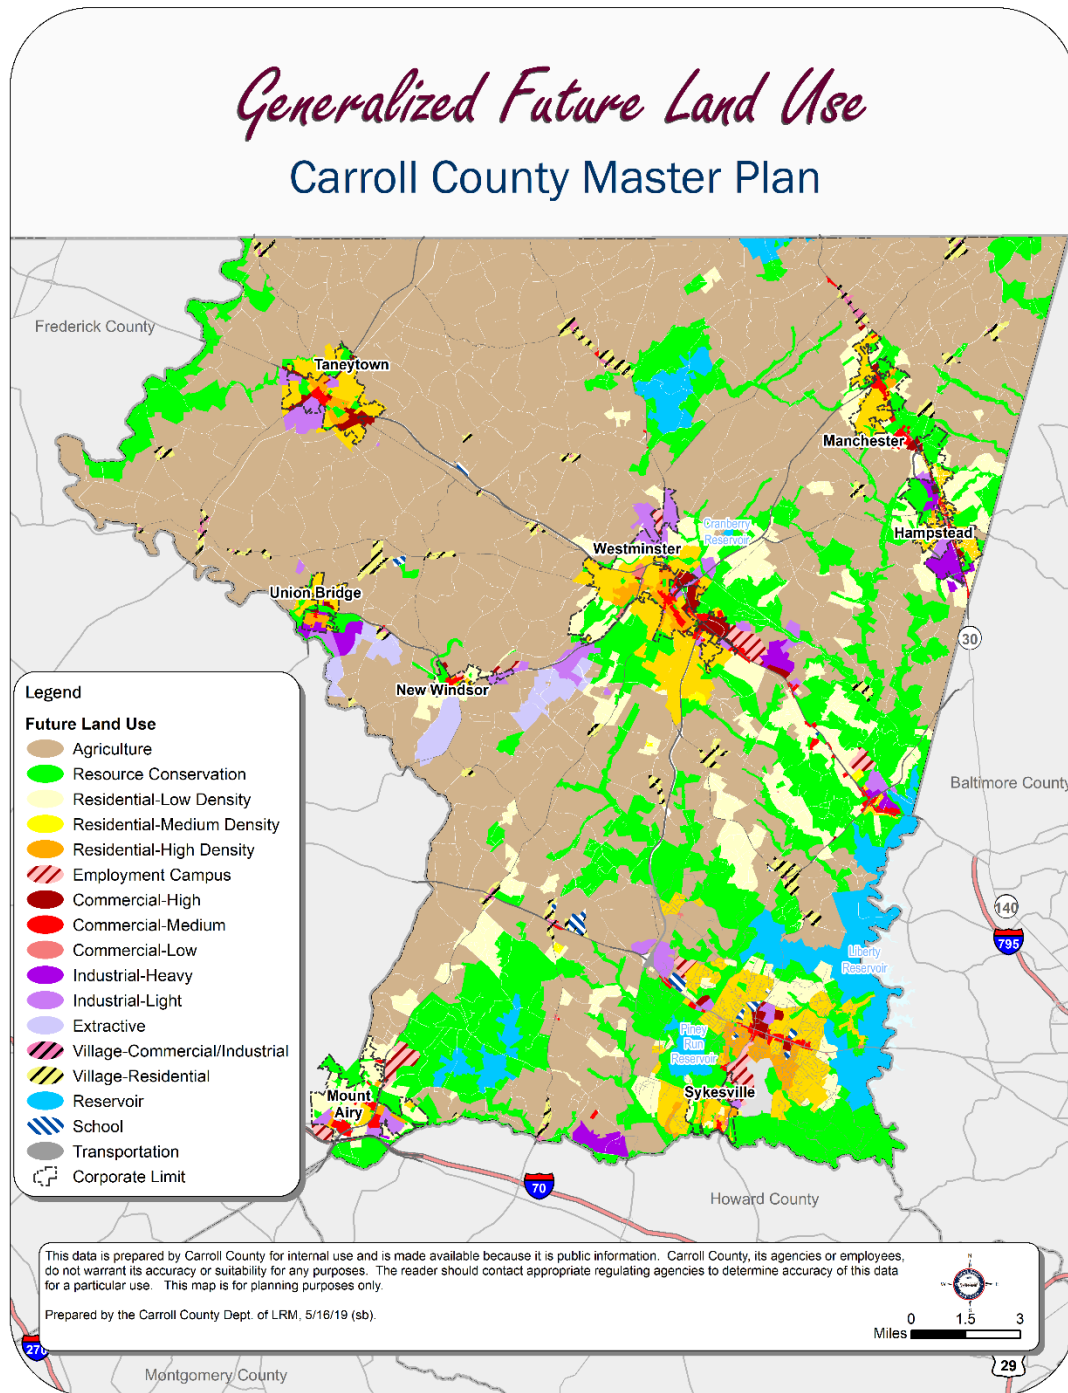 Generalized Future Land Use
Carroll County Master Plan
Frederick County
Taneytown
Manchester
Cranberry
Reservoir
Westminster
Hampstead
Union Bridge
30
New Windsor
Baltimore County
140
795
Liberty
Reservoir
Piney
Run
Reservoir
Sykesville
Mount
Airy
70
Howard County
Legend
Future Land Use
Agriculture
Resource Conservation
Residential-Low Density
Residential-Medium Density
Residential-High Density
Employment Campus
Commercial-High
Commercial-Medium
Commercial-Low
Industrial-Heavy
Industrial-Light
Extractive
Village-Commercial/Industrial
Village-Residential
Reservoir
School
Transportation
Corporate Limit
This data is prepared by Carroll County for internal use and is made available because it is public information. Carroll County, its agencies or employees,
do not warrant its accuracy or suitability for any purposes. The reader should contact appropriate regulating agencies to determine accuracy of this data
for a particular use. This map is for planning purposes only.
Prepared by the Carroll County Dept. of LRM, 5/16/19 (sb).
N
W
E
S
0 1.5 3
Miles
270
29
Montgomery County